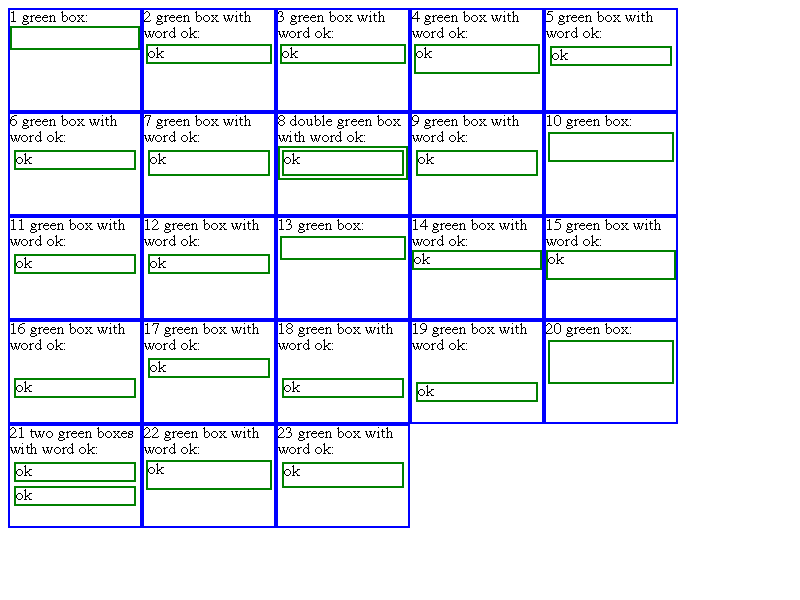 1 green box:
2 green box with
word ok:
ok
3 green box with
word ok:
ok
4 green box with
word ok:
ok
5 green box with
word ok:
ok
6 green box with
word ok:
ok
7 green box with
word ok:
ok
8 double green box
with word ok:
ok
9 green box with
word ok:
ok
10 green box:
11 green box with
word ok:
ok
12 green box with
word ok:
ok
13 green box:
14 green box with
word ok:
ok
15 green box with
word ok:
ok
16 green box with
word ok:
ok
17 green box with
word ok:
ok
18 green box with
word ok:
ok
19 green box with
word ok:
ok
20 green box:
21 two green boxes
with word ok:
ok
ok
22 green box with
word ok:
ok
23 green box with
word ok:
ok